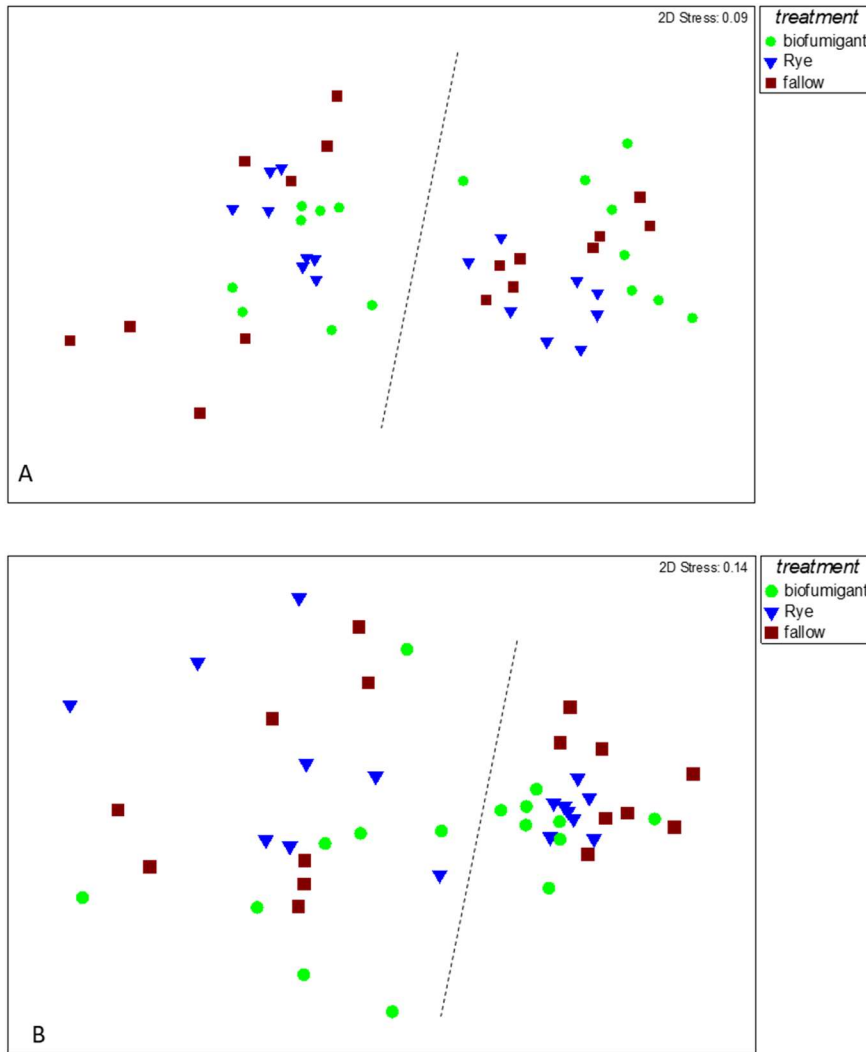 2D Stress: 0.09
treatment
biofumigant
Rye
fallow
A
2D Stress: 0.14
treatment
biofumigant
Rye
fallow
B